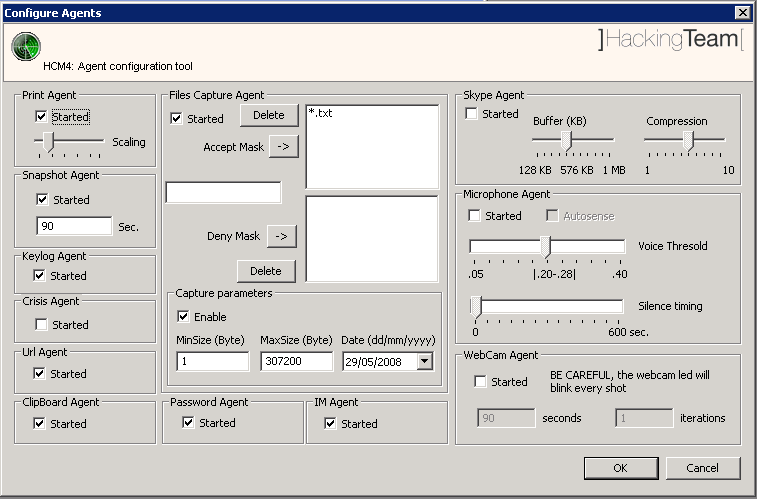 Configure Agents
]HackingTeam[
HCM4: Agent configuration tool
Print Agent
Started
Scaling
Snapshot Agent
Started
90 Sec.
Keylog Agent
Started
Crisis Agent
Started
Url Agent
Started
ClipBoard Agent
Started
Files Capture Agent
Started
Delete
*.txt
Accept Mask
->
Deny Mask
->
Delete
Capture parameters
Enable
MinSize (Byte) MaxSize (Byte) Date (dd/mm/yyyy)
1 307200 29/05/2008
Password Agent
Started
IM Agent
Started
Skype Agent
Started
Buffer (KB) Compression
128 KB 576 KB 1 MB 1 10
Microphone Agent
Started Autosense
Voice Thresold
.05 |.20-.28| .40
Silence timing
0 600 sec.
WebCam Agent
Started
BE CAREFUL, the webcam led will
blink every shot
90 seconds 1 iterations
OK Cancel